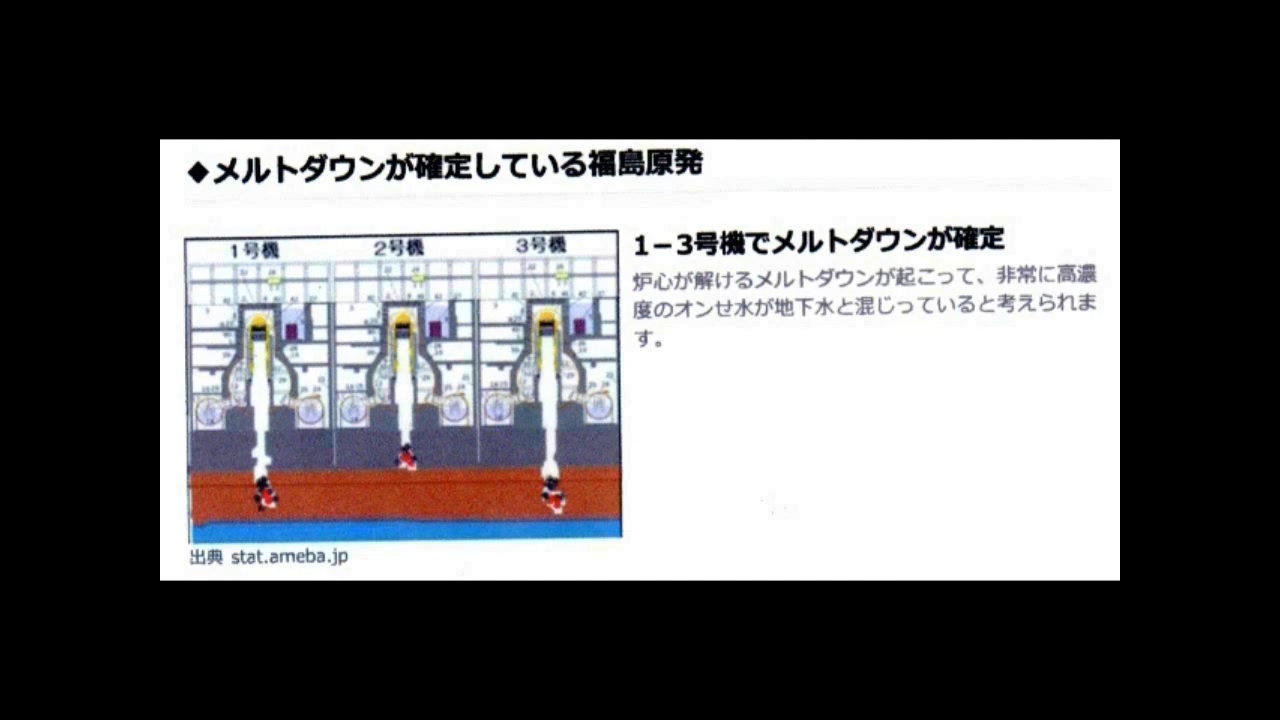 ◆メルトダウンが確定している福島原発
1号機 2号機 3号機
1−3号機でメルトダウンが確定
炉心が解けるメルトダウンが起こって、非常に高濃
度のオンせ水が地下水と混じっていると考えられま
す。
出典 stat.ameba.jp